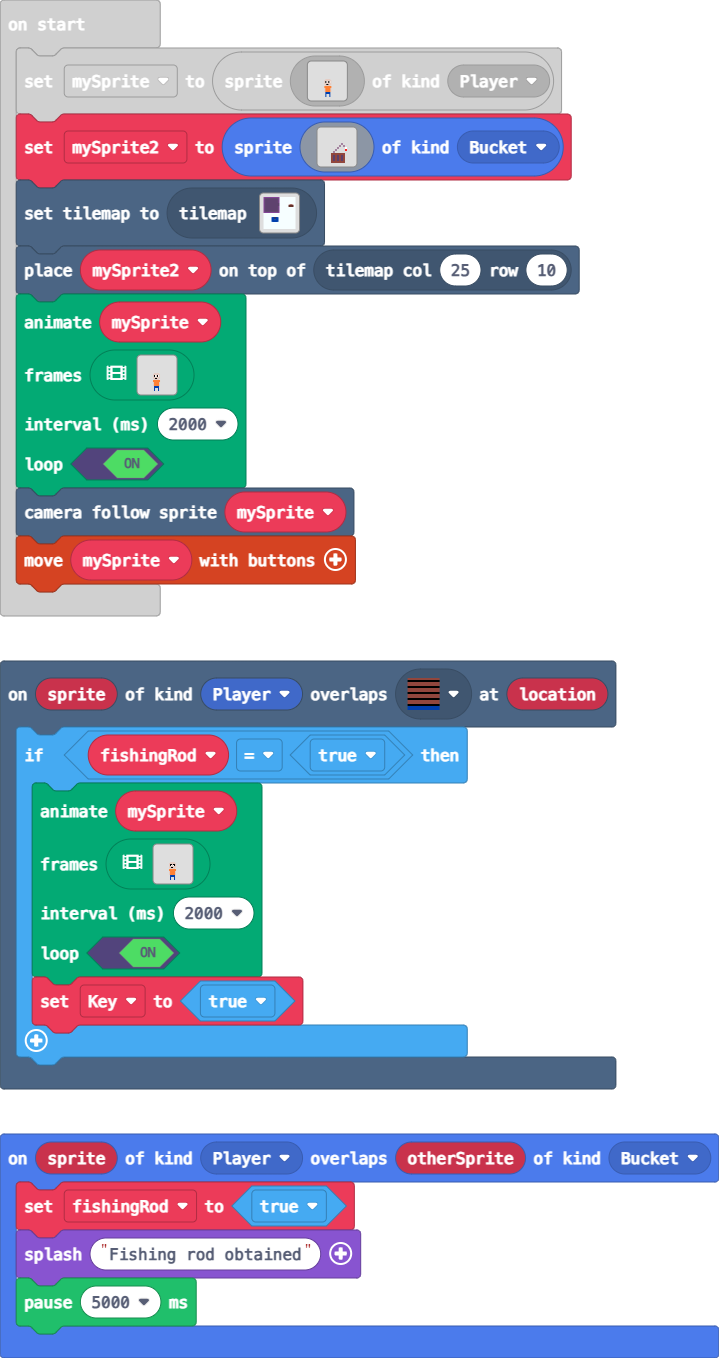 on start
set mySprite to sprite of kind Player
set mySprite2 to sprite of kind Bucket
set tilemap to tilemap
place mySprite2 on top of tilemap col 25 row 10
animate mySprite
frames
interval (ms) 2000
loop ON
camera follow sprite mySprite
move mySprite with buttons
on sprite of kind Player overlaps at location
if fishingRod = true then
animate mySprite
frames
interval (ms) 2000
loop ON
set Key to true
on sprite of kind Player overlaps otherSprite of kind Bucket
set fishingRod to true
splash "Fishing rod obtained"
pause 5000 ms